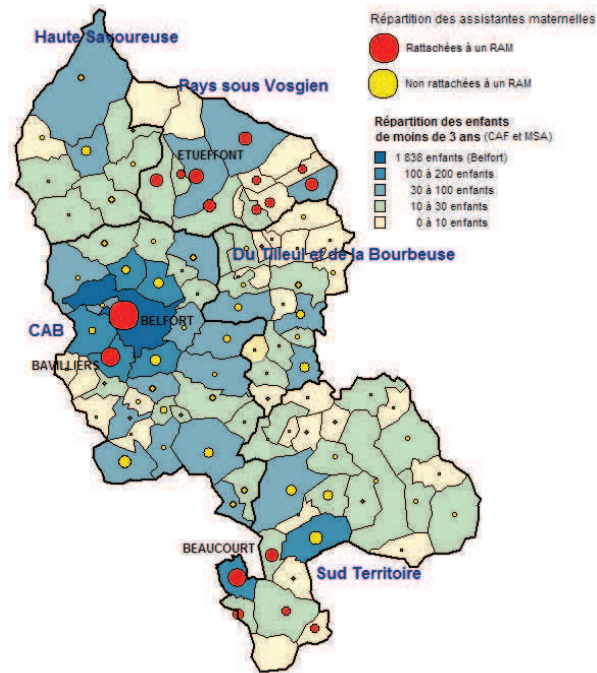 Répartition des assistantes maternelles
Rattachées à un RAM
Non rattachées à un RAM
Répartition des enfants
de moins de 3 ans (CAF et MSA)
1 838 enfants (Belfort)
100 à 200 enfants
30 à 100 enfants
10 à 30 enfants
0 à 10 enfants
Haute Savoureuse
Pays sous Vosgien
ETUEFFONT
Du Tilleul et de la Bourbeuse
CAB
BELFORT
BAVILLIERS
BEAUCOURT
Sud Territoire